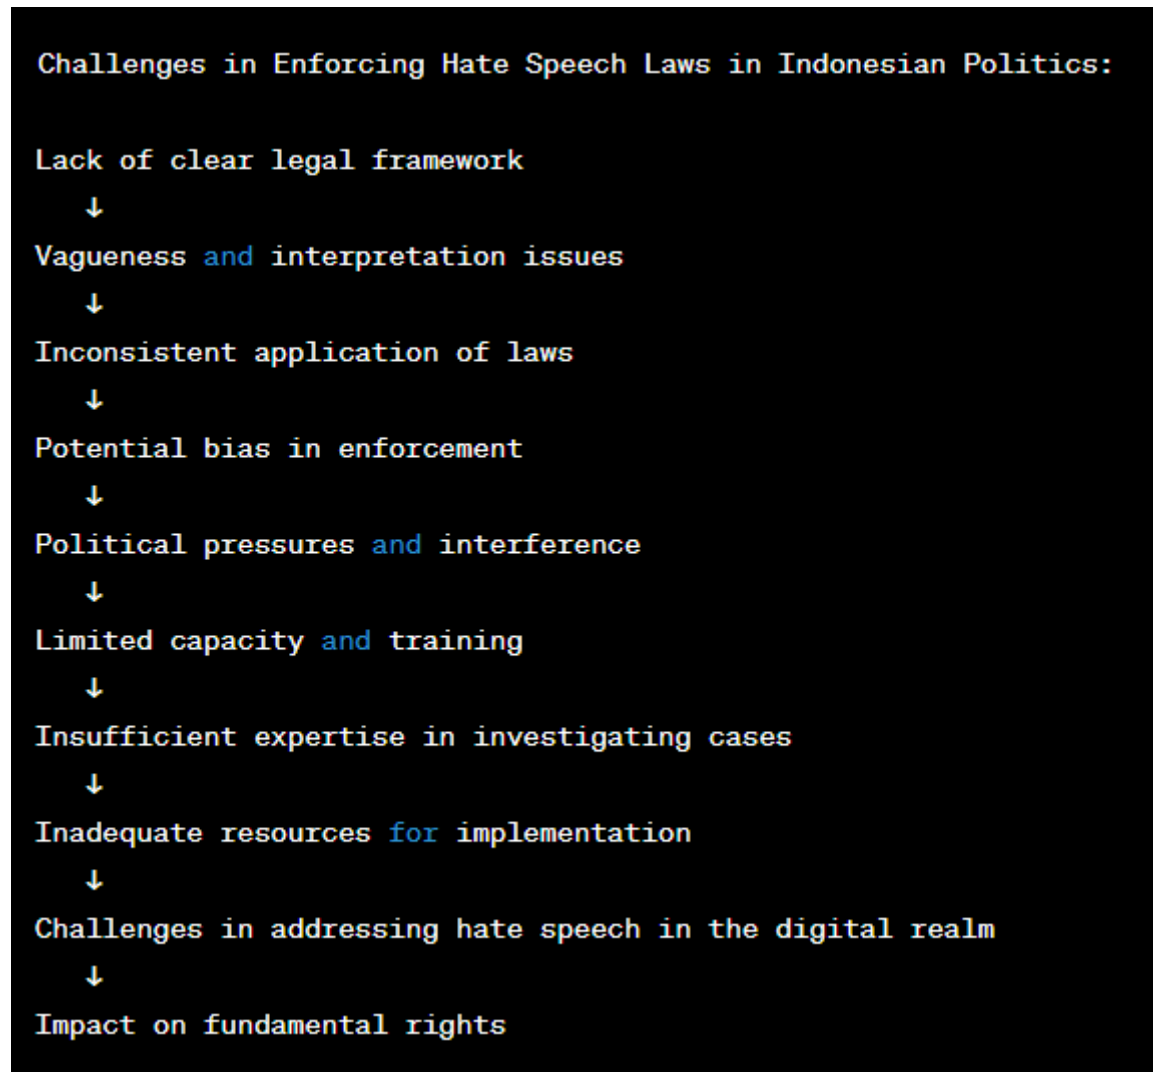 Challenges in Enforcing Hate Speech Laws in Indonesian Politics:
Lack of clear legal framework
↓
Vagueness and interpretation issues
↓
Inconsistent application of laws
↓
Potential bias in enforcement
↓
Political pressures and interference
↓
Limited capacity and training
↓
Insufficient expertise in investigating cases
↓
Inadequate resources for implementation
↓
Challenges in addressing hate speech in the digital realm
↓
Impact on fundamental rights